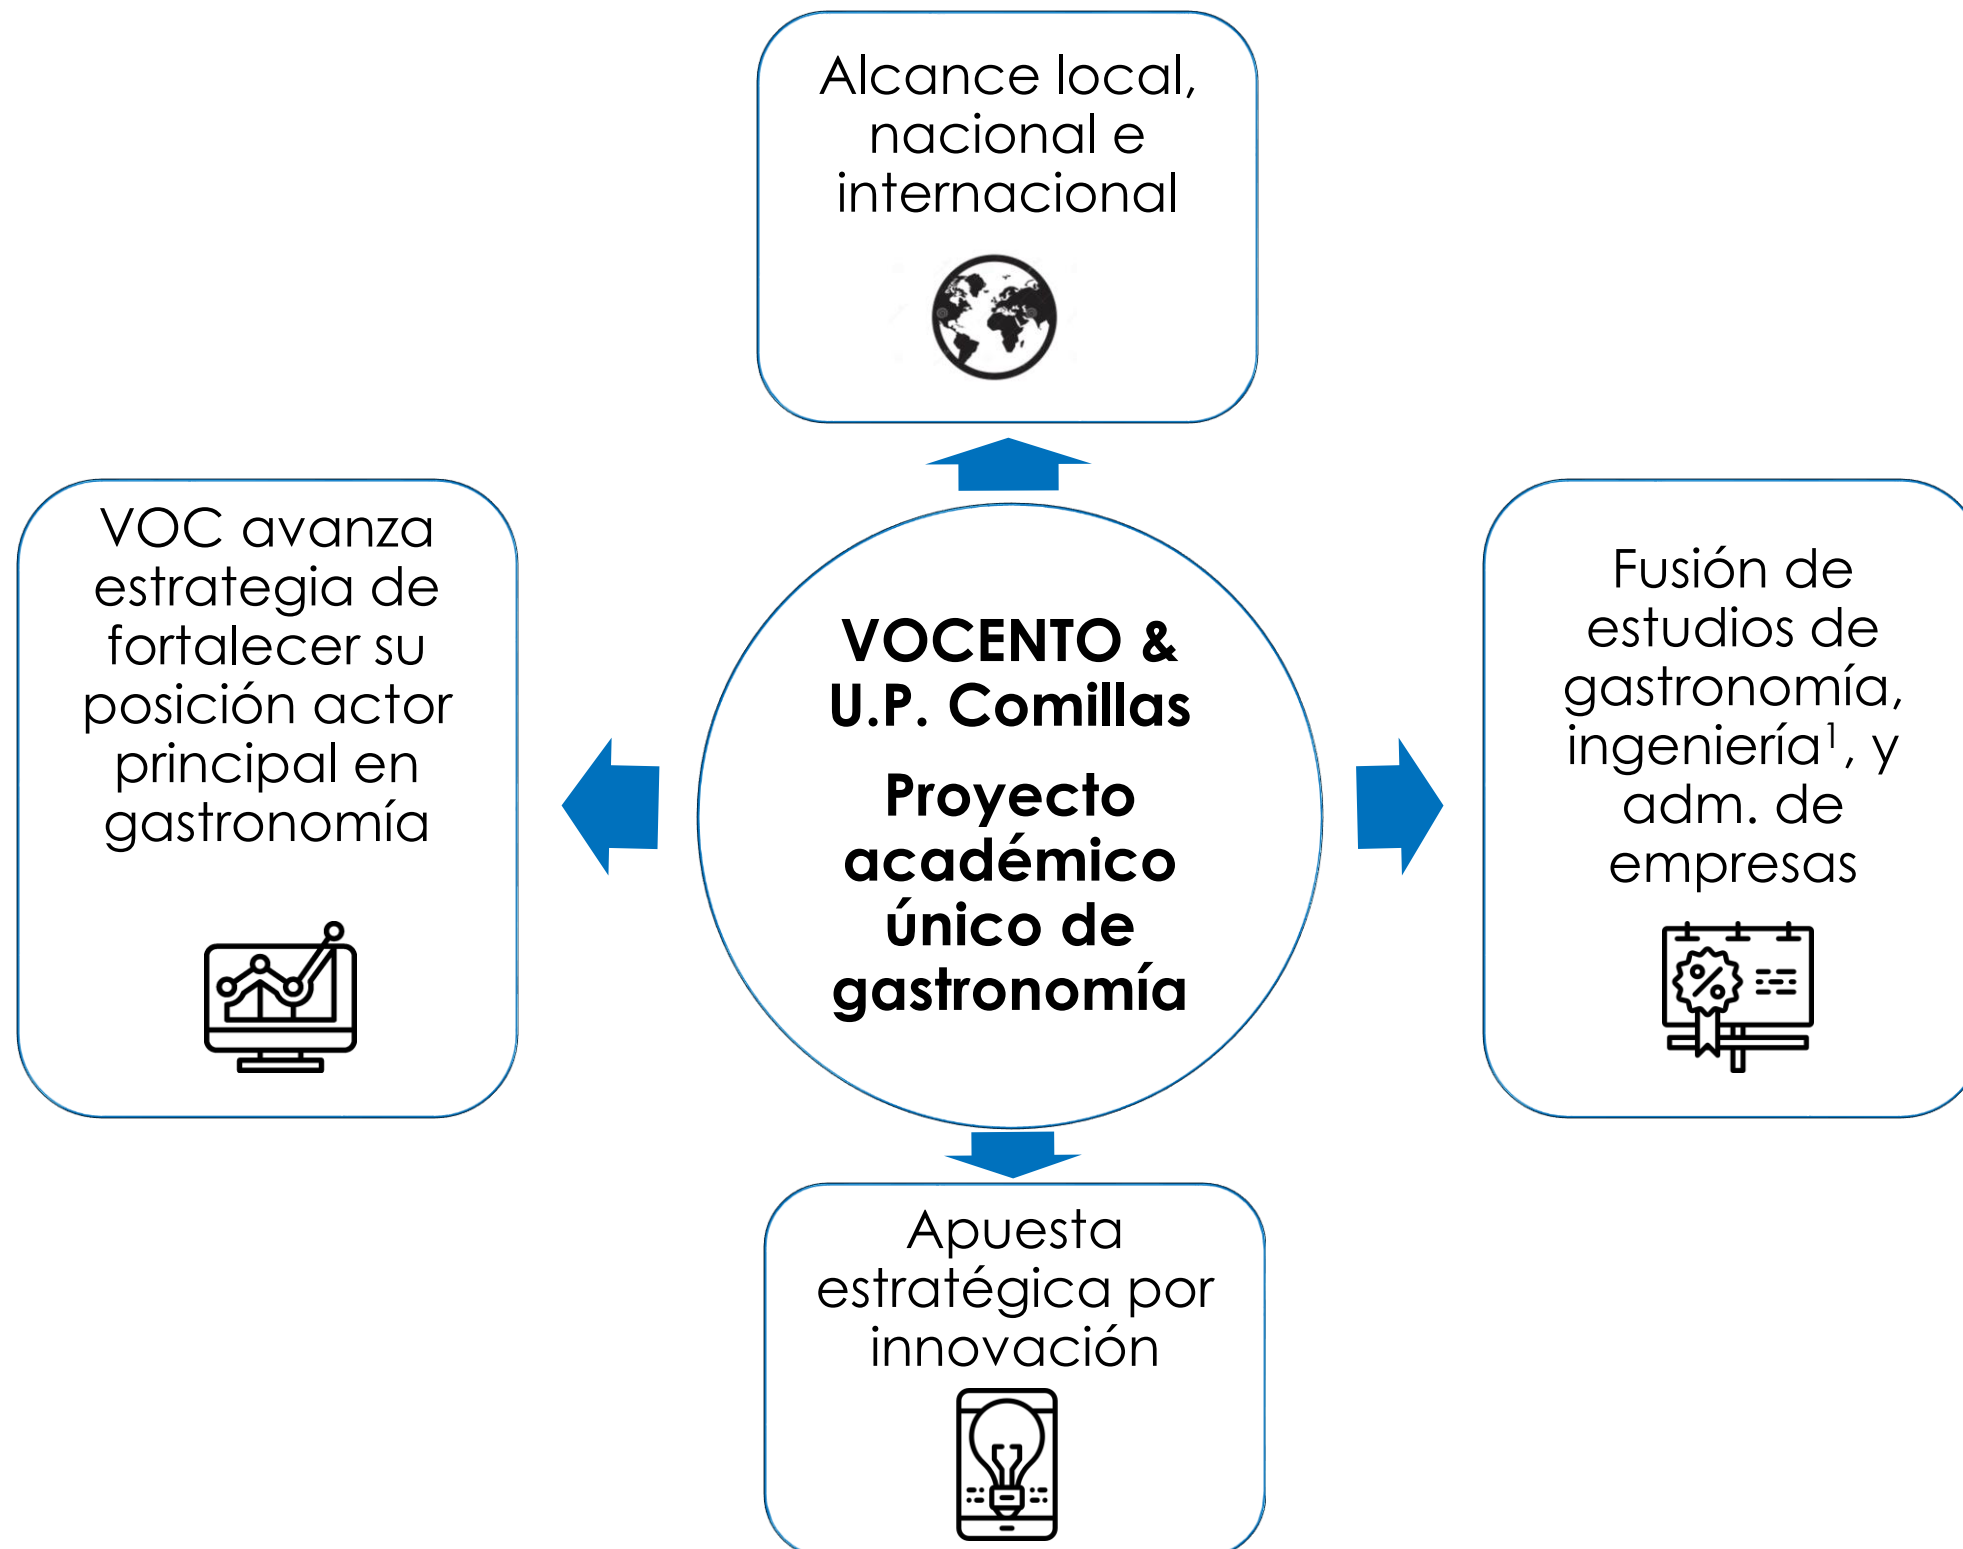 Alcance local,
nacional e
internacional
VOC avanza
estrategia de
fortalecer su
posición actor
principal en
gastronomía
VOCENTO &
U.P. Comillas
Proyecto
académico
único de
gastronomía
Fusión de
estudios de
gastronomía,
ingeniería¹, y
adm. de
empresas
Apuesta
estratégica por
innovación